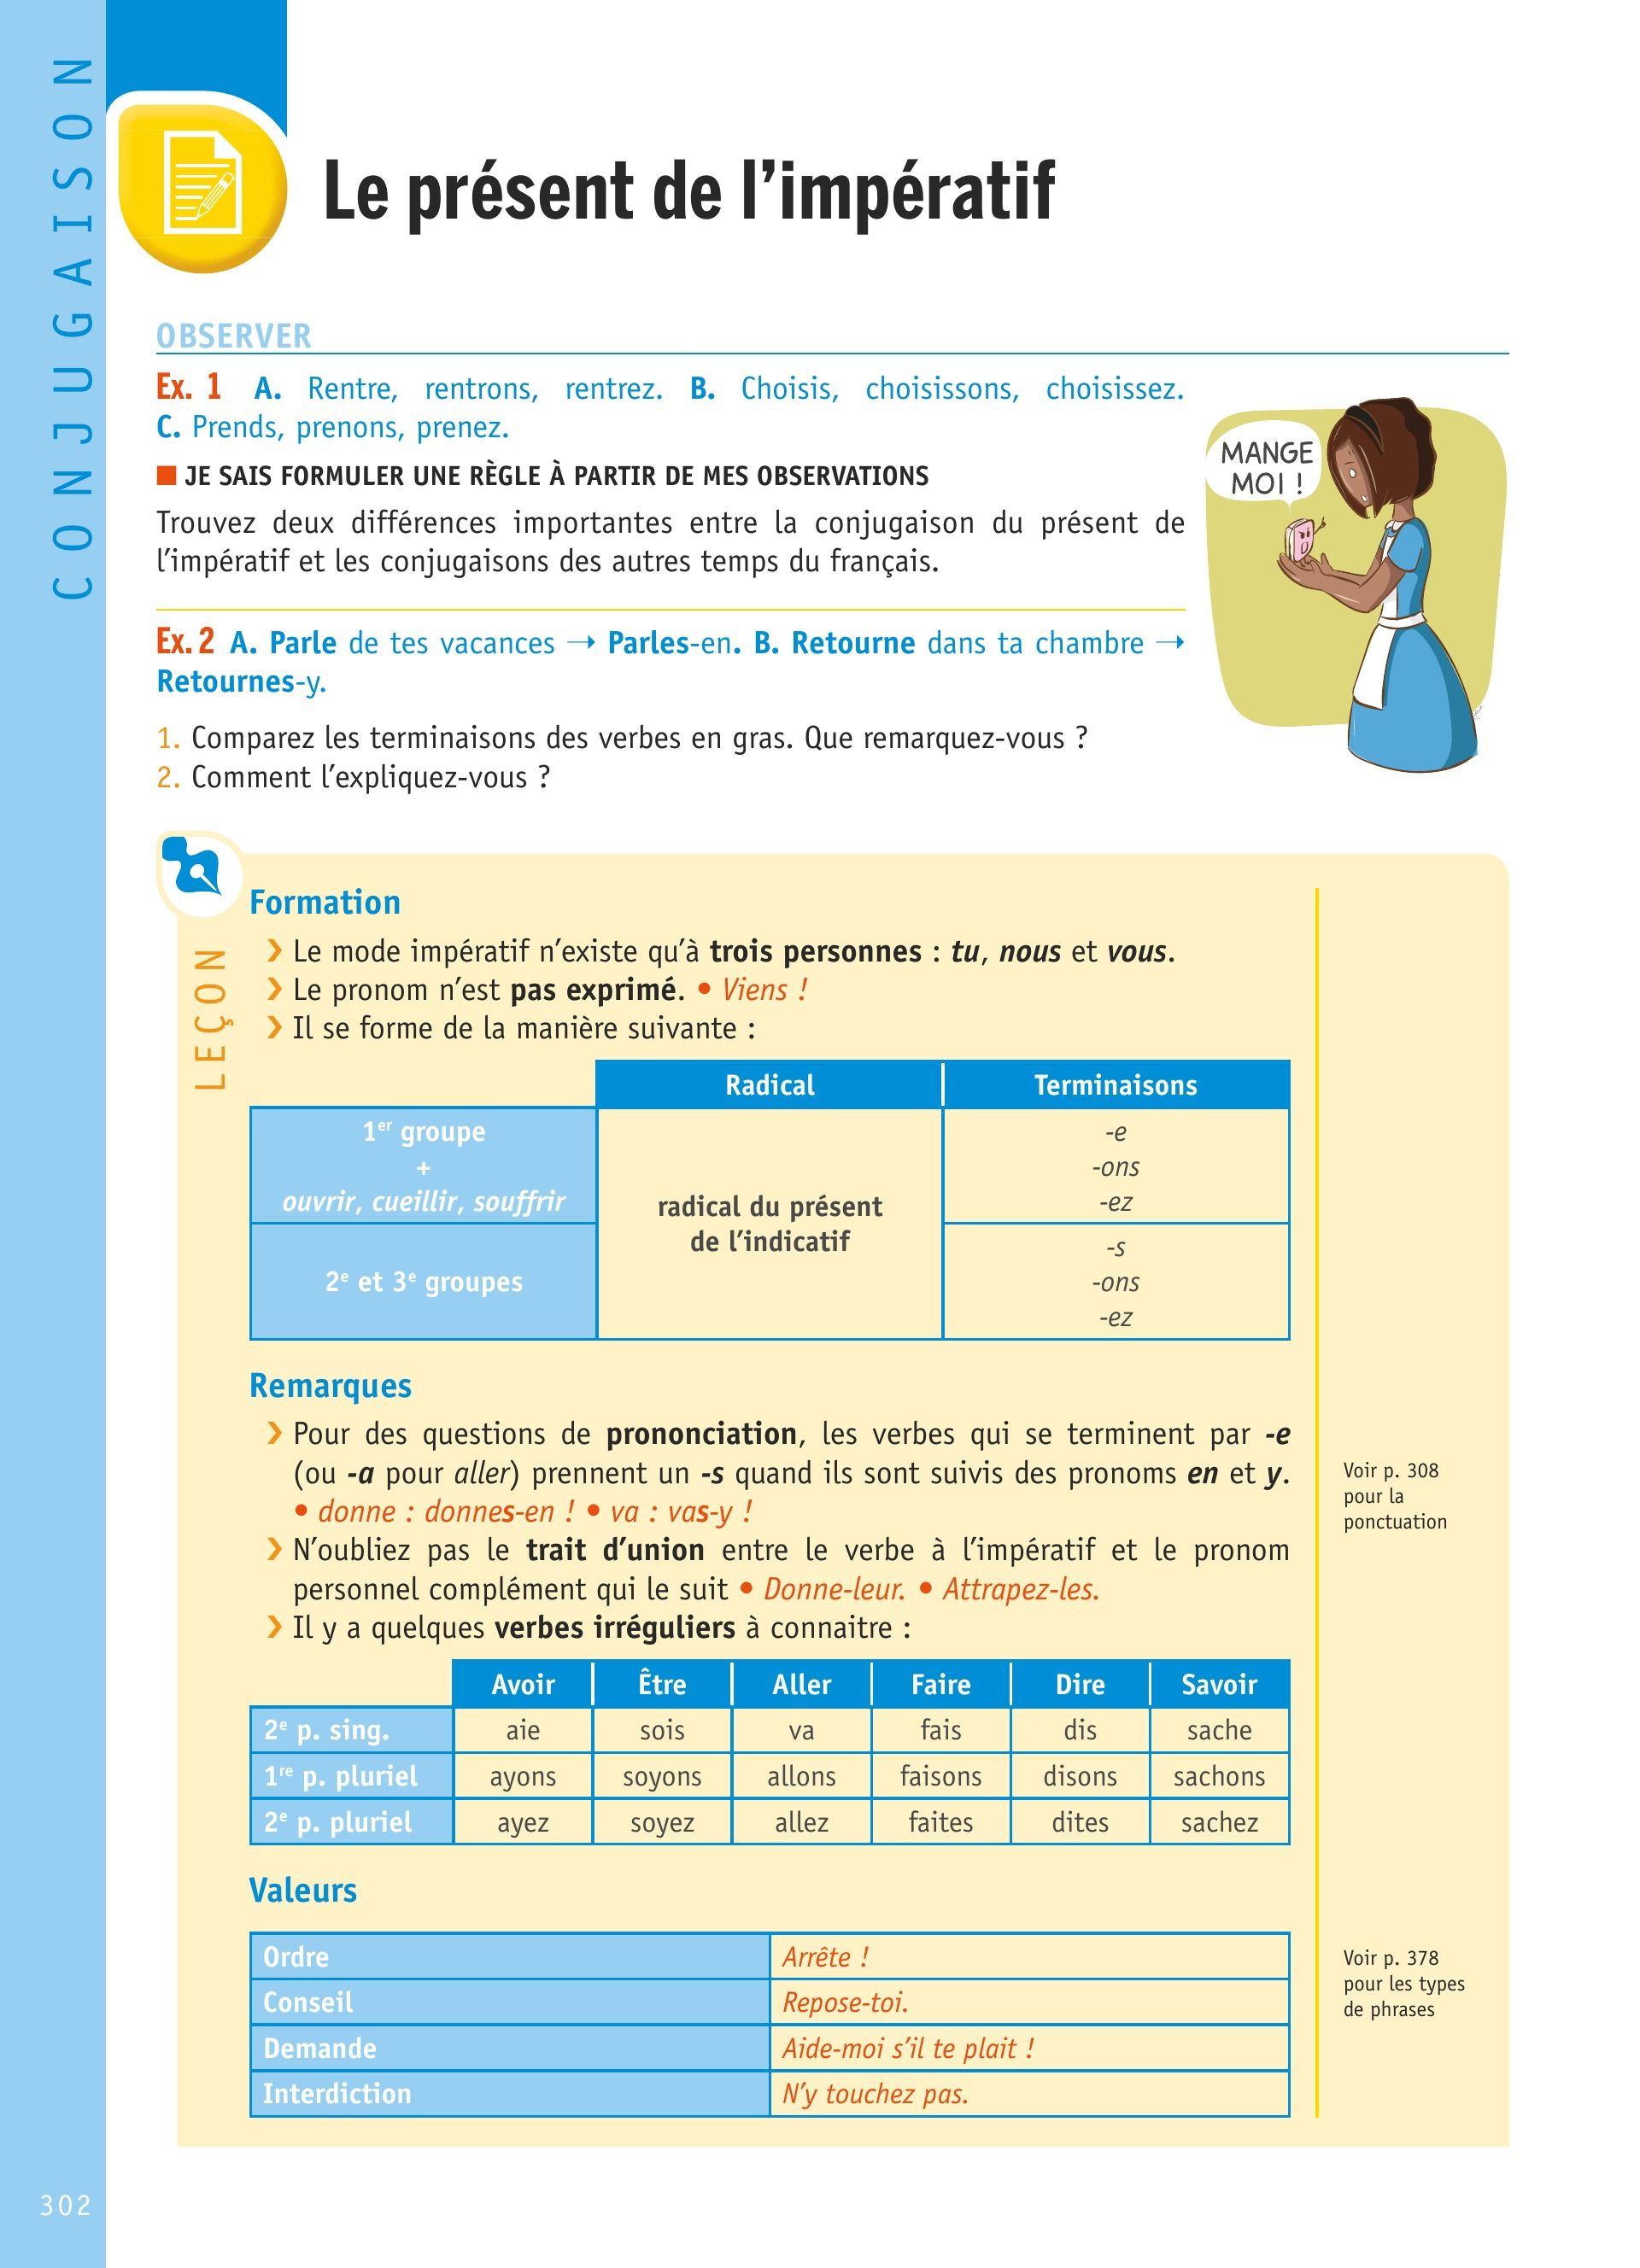 CONJUGAISON
Le présent de l’impératif
OBSERVER
Ex. 1 A. Rentre, rentrons, rentrez. B. Choisis, choisissons, choisissez.
C. Prends, prenons, prenez.
JE SAIS FORMULER UNE RÈGLE À PARTIR DE MES OBSERVATIONS
Trouvez deux différences importantes entre la conjugaison du présent de
l’impératif et les conjugaisons des autres temps du français.
MANGE
MOI !
Ex. 2 A. Parle de tes vacances → Parles-en. B. Retourne dans ta chambre →
Retournes-y.
1. Comparez les terminaisons des verbes en gras. Que remarquez-vous ?
2. Comment l’expliquez-vous ?
LEÇON
Formation
› Le mode impératif n’existe qu’à trois personnes : tu, nous et vous.
› Le pronom n’est pas exprimé. • Viens !
› Il se forme de la manière suivante :
Radical Terminaisons
1er groupe
+
ouvrir, cueillir, souffrir
radical du présent
de l’indicatif
-e
-ons
-ez
2e et 3e groupes
-s
-ons
-ez
Remarques
› Pour des questions de prononciation, les verbes qui se terminent par -e
(ou -a pour aller) prennent un -s quand ils sont suivis des pronoms en et y.
• donne : donnes-en ! • va : vas-y !
Voir p. 308
pour la
ponctuation
› N’oubliez pas le trait d’union entre le verbe à l’impératif et le pronom
personnel complément qui le suit • Donne-leur. • Attrapez-les.
› Il y a quelques verbes irréguliers à connaitre :
Avoir Être Aller Faire Dire Savoir
2e p. sing. aie sois va fais dis sache
1re p. pluriel ayons soyons allons faisons disons sachons
2e p. pluriel ayez soyez allez faites dites sachez
Valeurs
Ordre Arrête !
Conseil Repose-toi.
Demande Aide-moi s’il te plait !
Interdiction N’y touchez pas.
Voir p. 378
pour les types
de phrases
302